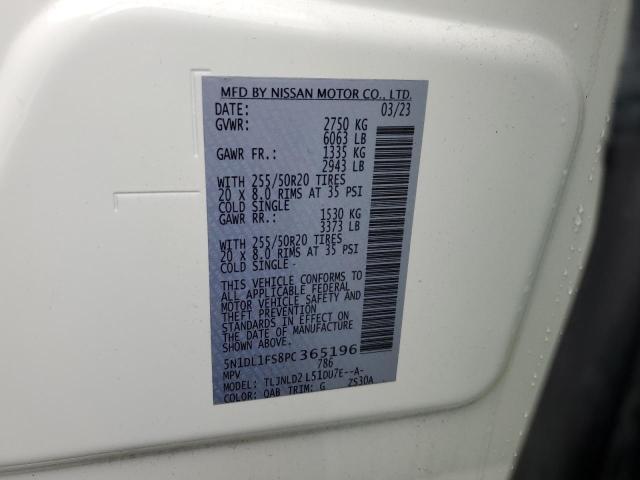 MFD BY NISSAN MOTOR CO., LTD.
DATE: 03/23
GVWR: 2750 KG
6063 LB
GAWR FR.: 1335 KG
2943 LB
WITH 255/50R20 TIRES
20 X 8.0 RIMS AT 35 PSI
COLD SINGLE
GAWR RR.: 1530 KG
3373 LB
WITH 255/50R20 TIRES
20 X 8.0 RIMS AT 35 PSI
COLD SINGLE -
THIS VEHICLE CONFORMS TO
ALL APPLICABLE FEDERAL
MOTOR VEHICLE SAFETY AND
THEFT PREVENTION
STANDARDS IN EFFECT ON
THE DATE OF MANUFACTURE
5N1DL1FS8PC365196
MPV 786
MODEL: TLJNLD2 L51DU7E--A-
COLOR: QAB TRIM: G ZS30A